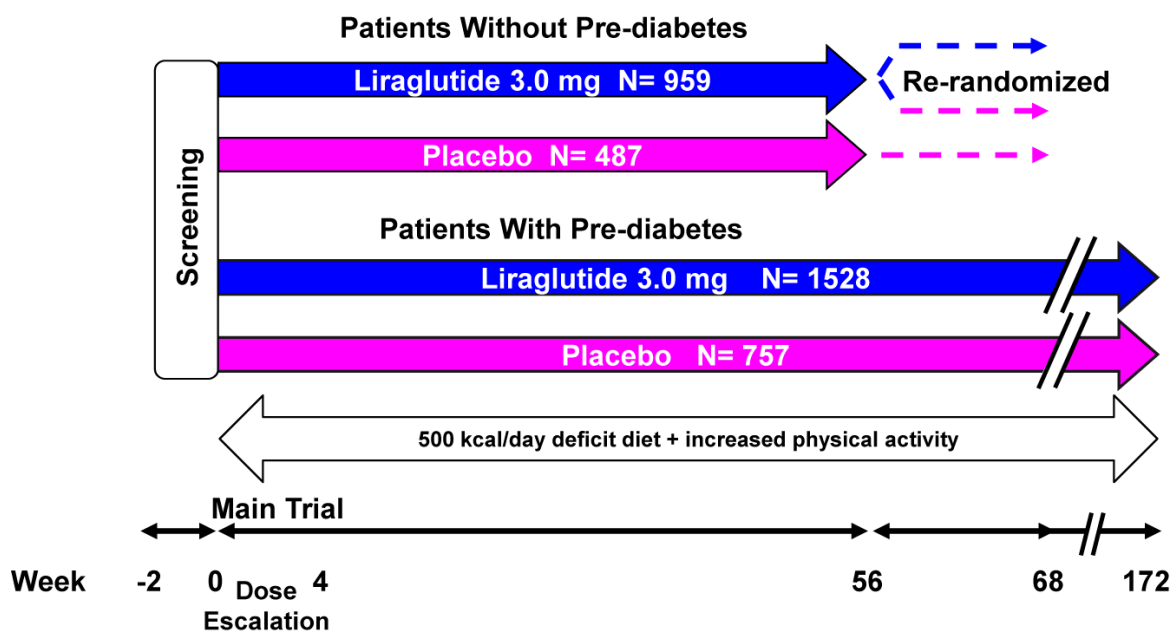 Patients Without Pre-diabetes
Liraglutide 3.0 mg N= 959
Re-randomized
Placebo N= 487
Screening
Patients With Pre-diabetes
Liraglutide 3.0 mg N= 1528
Placebo N= 757
500 kcal/day deficit diet + increased physical activity
Main Trial
Week -2 0 4 56 68 172
Dose
Escalation